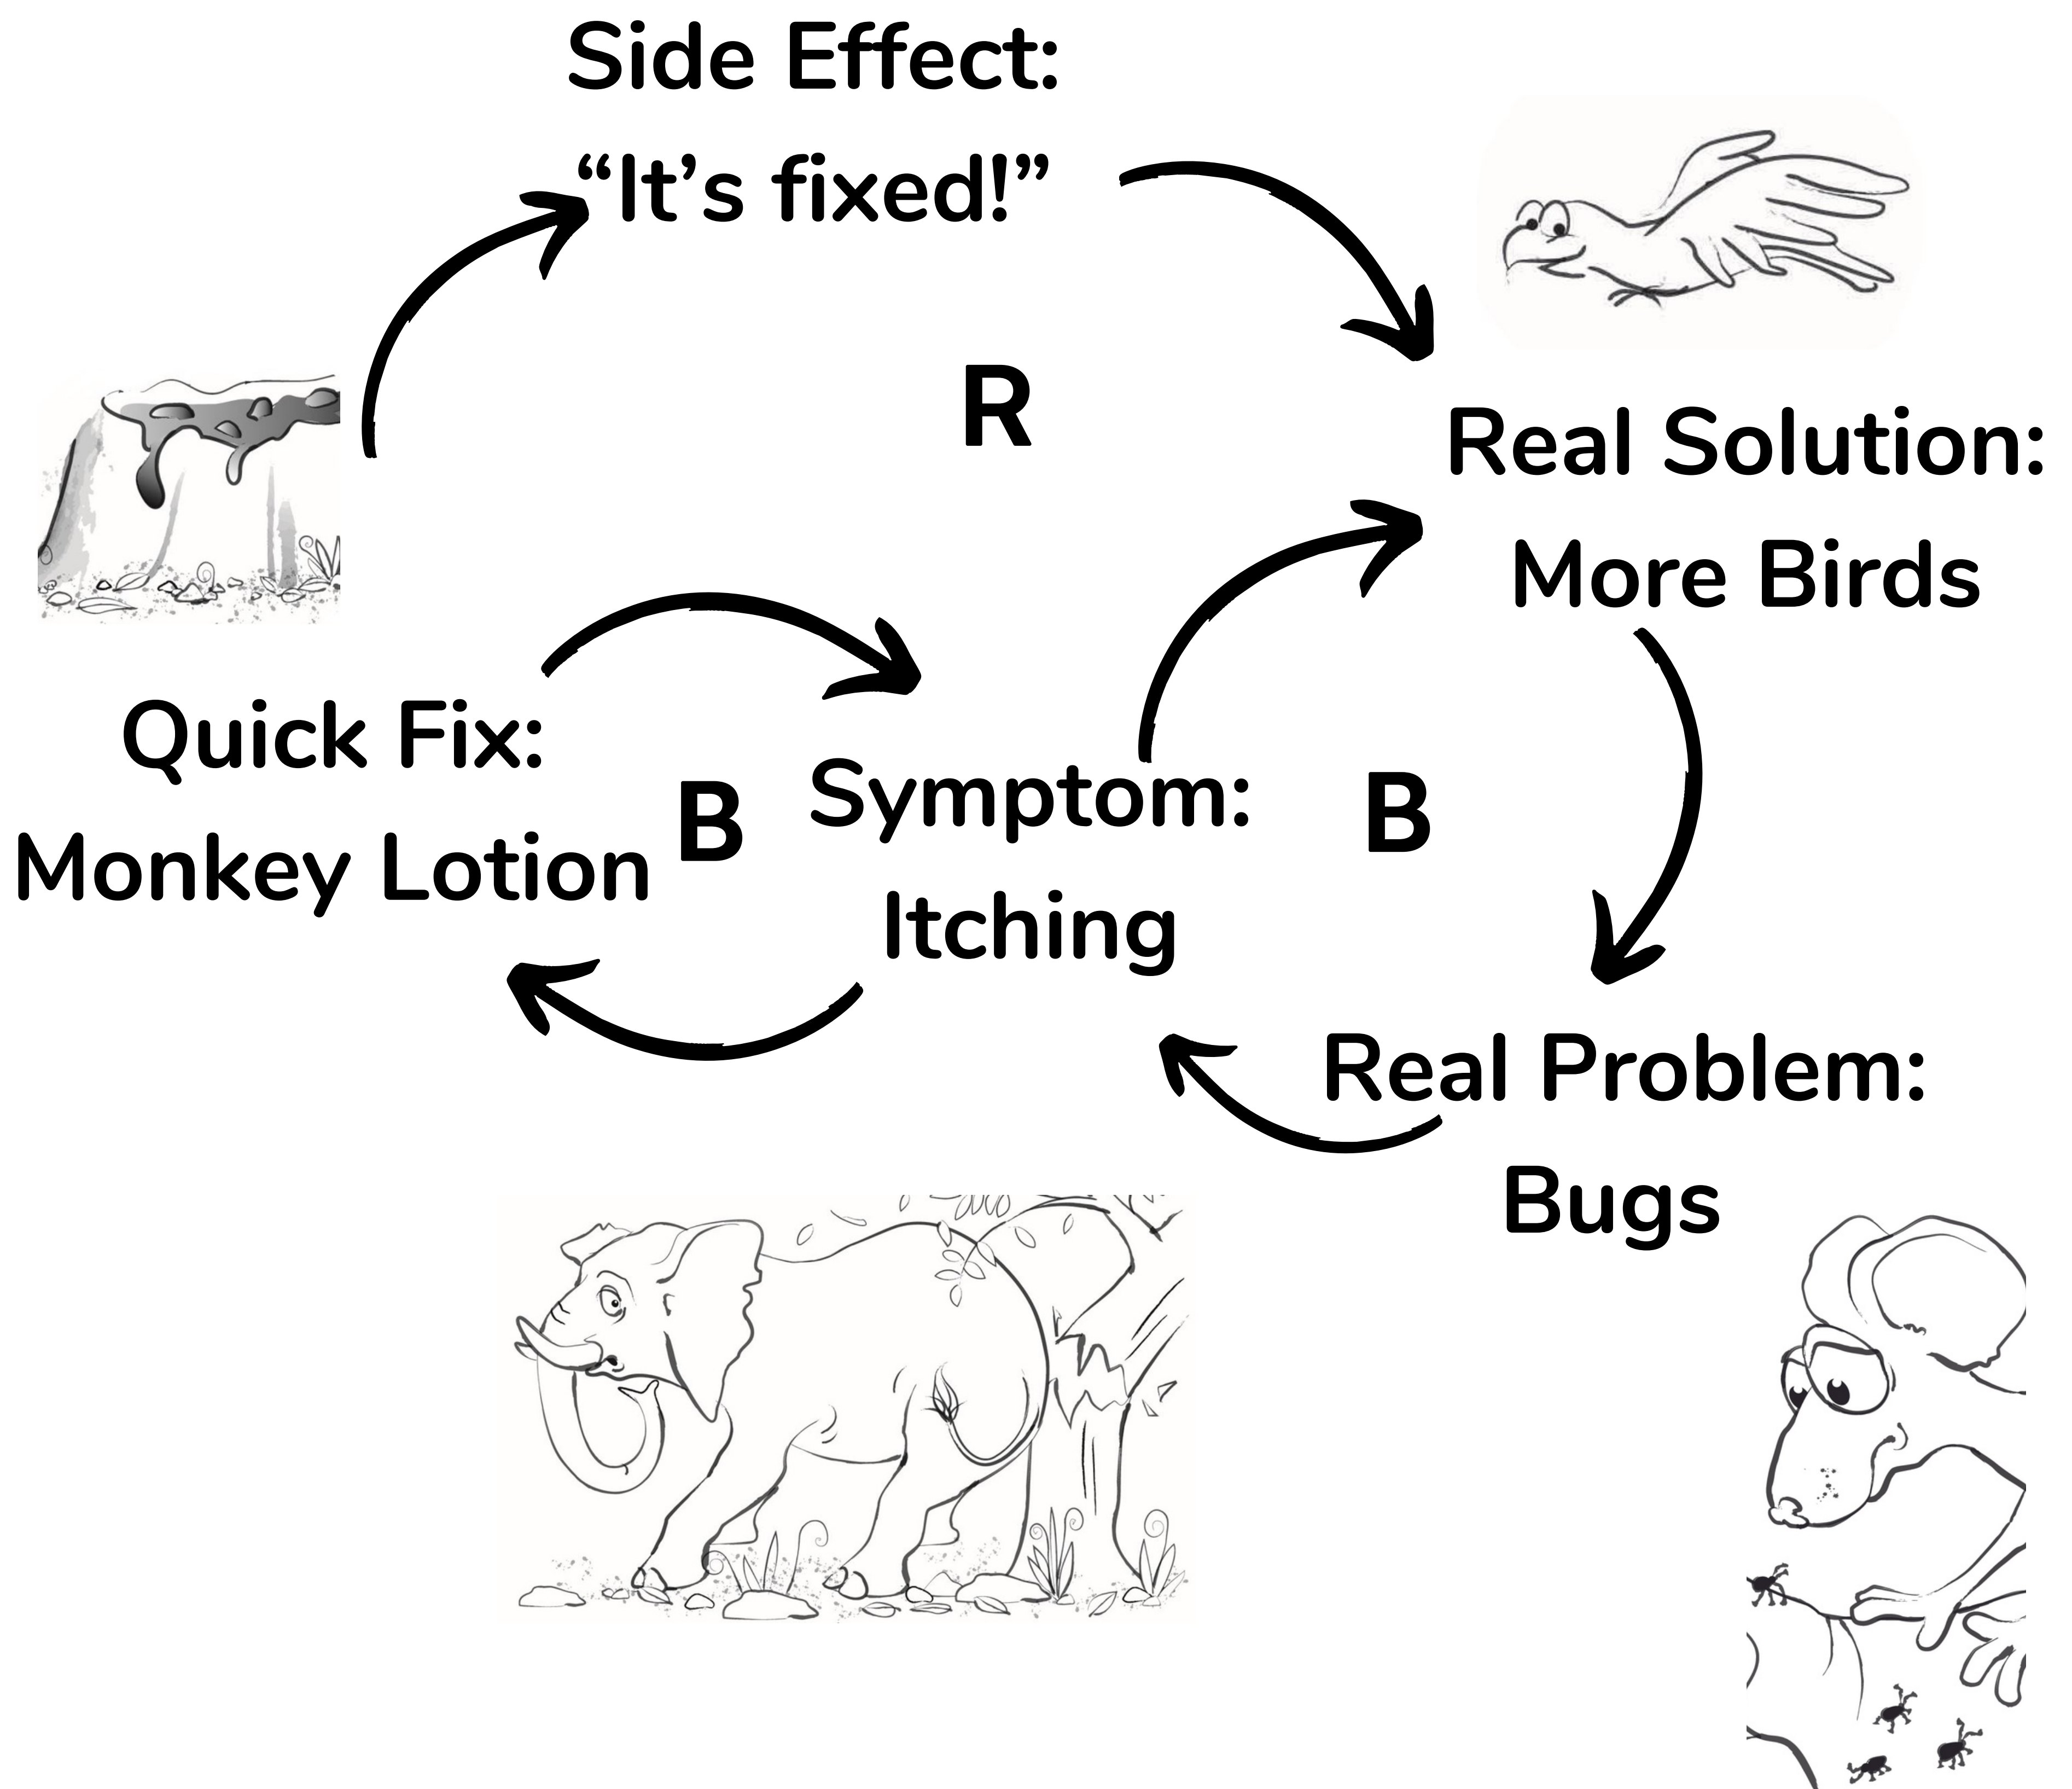 Side Effect:
“It’s fixed!”
R
Real Solution:
More Birds
Quick Fix:
Monkey Lotion
B
Symptom:
Itching
B
Real Problem:
Bugs